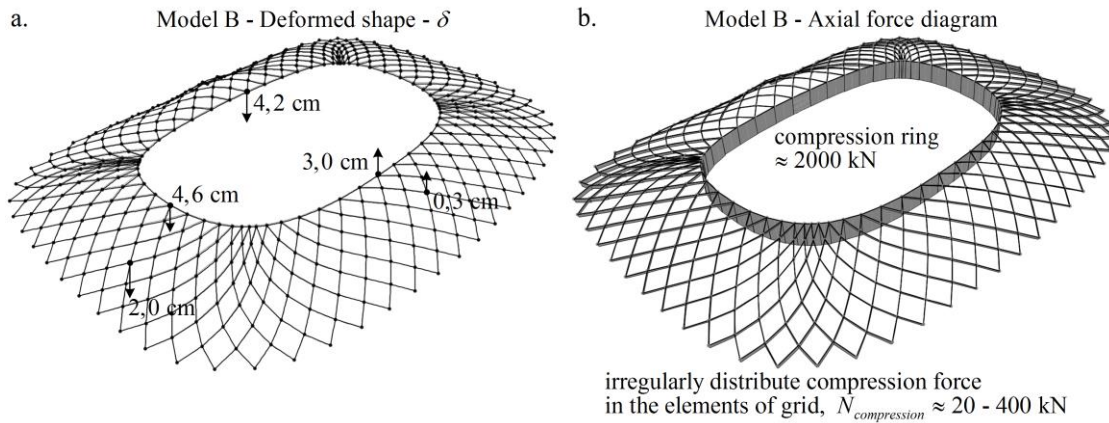 a.
Model B - Deformed shape - δ
4,2 cm
3,0 cm
0,3 cm
4,6 cm
2,0 cm
b.
Model B - Axial force diagram
compression ring
≈ 2000 kN
irregularly distribute compression force
in the elements of grid, N_compression ≈ 20 - 400 kN